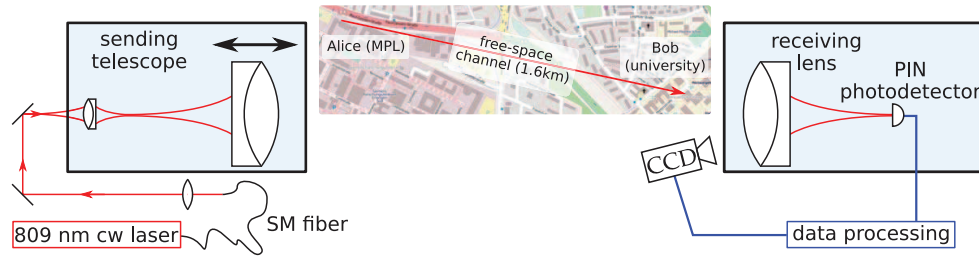 sending
telescope
809 nm cw laser
SM fiber
Alice (MPL)
free-space
channel (1.6km)
Bob
(university)
receiving
lens
PIN
photodetector
CCD
data processing